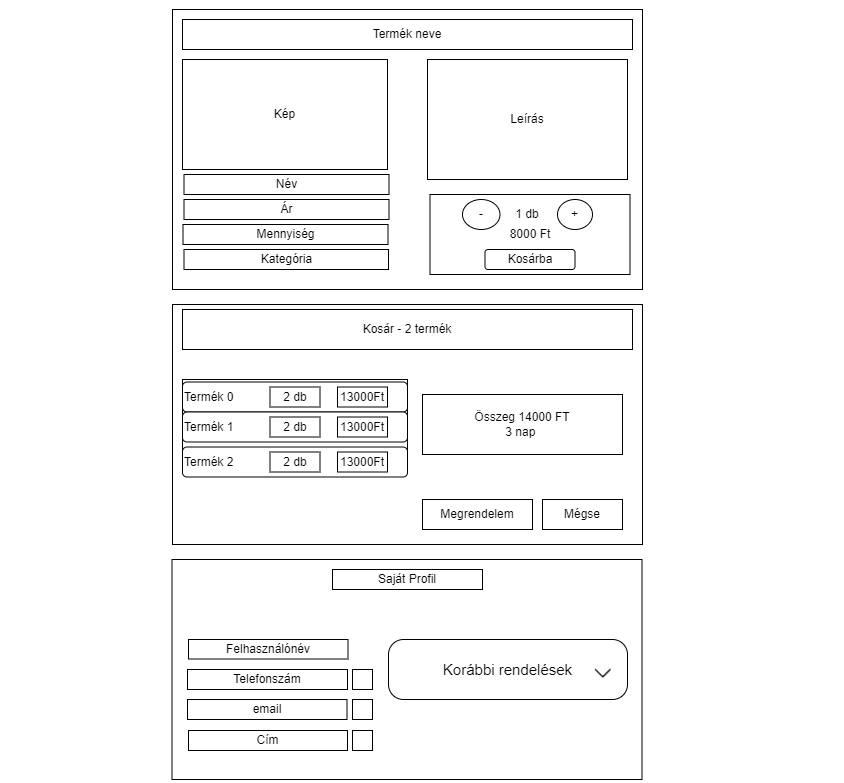 Termék neve
Kép
Leírás
Név
Ár
Mennyiség
Kategória
- 1 db +
8000 Ft
Kosárba
Kosár - 2 termék
Termék 0 2 db 13000Ft
Termék 1 2 db 13000Ft
Termék 2 2 db 13000Ft
Összeg 14000 FT
3 nap
Megrendelem Mégse
Saját Profil
Felhasználónév
Telefonszám
email
Cím
Korábbi rendelések